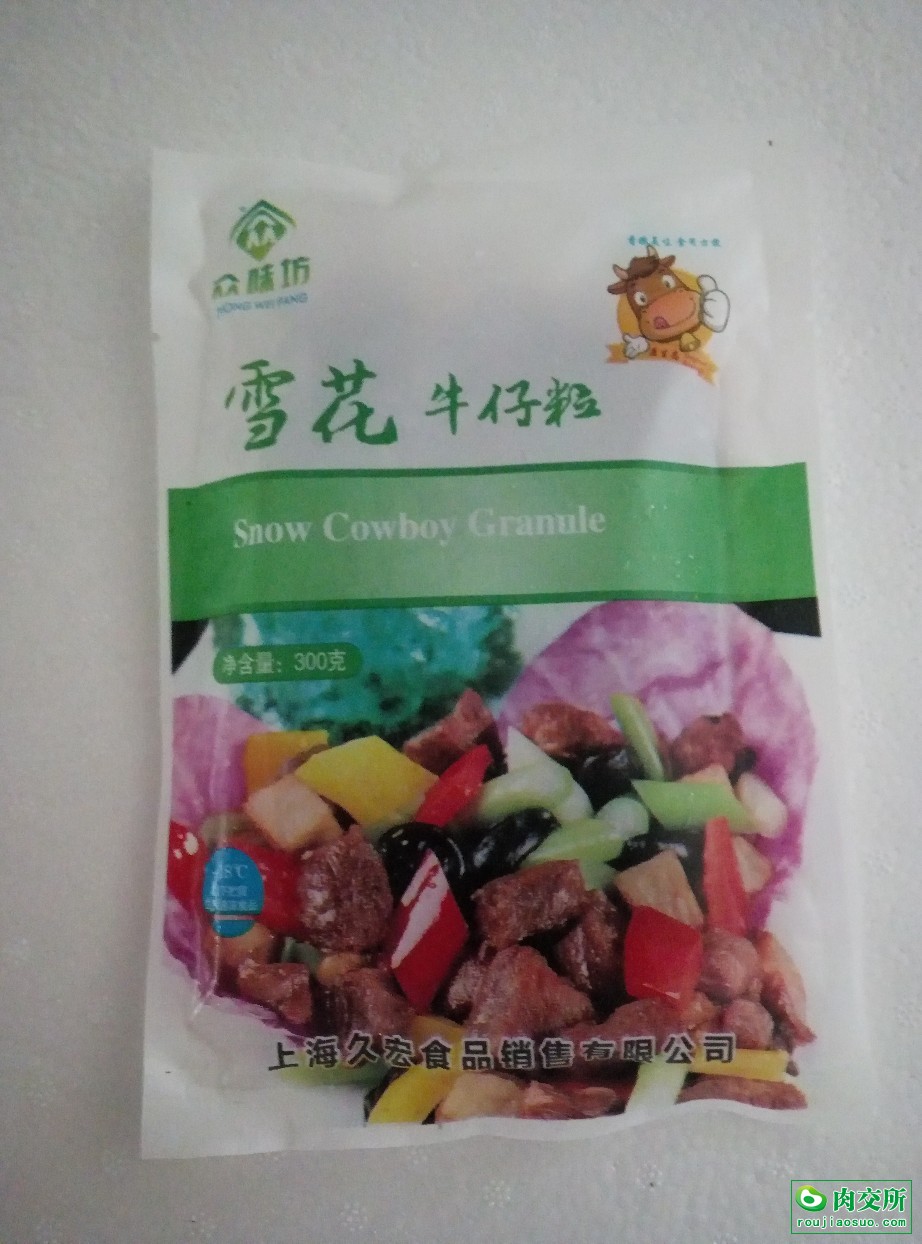 众味坊
雪花 牛仔粒
Snow Cowboy Granule
净含量：300克
-18℃
上海久宏食品销售有限公司
肉交所
roujiaosuo.com